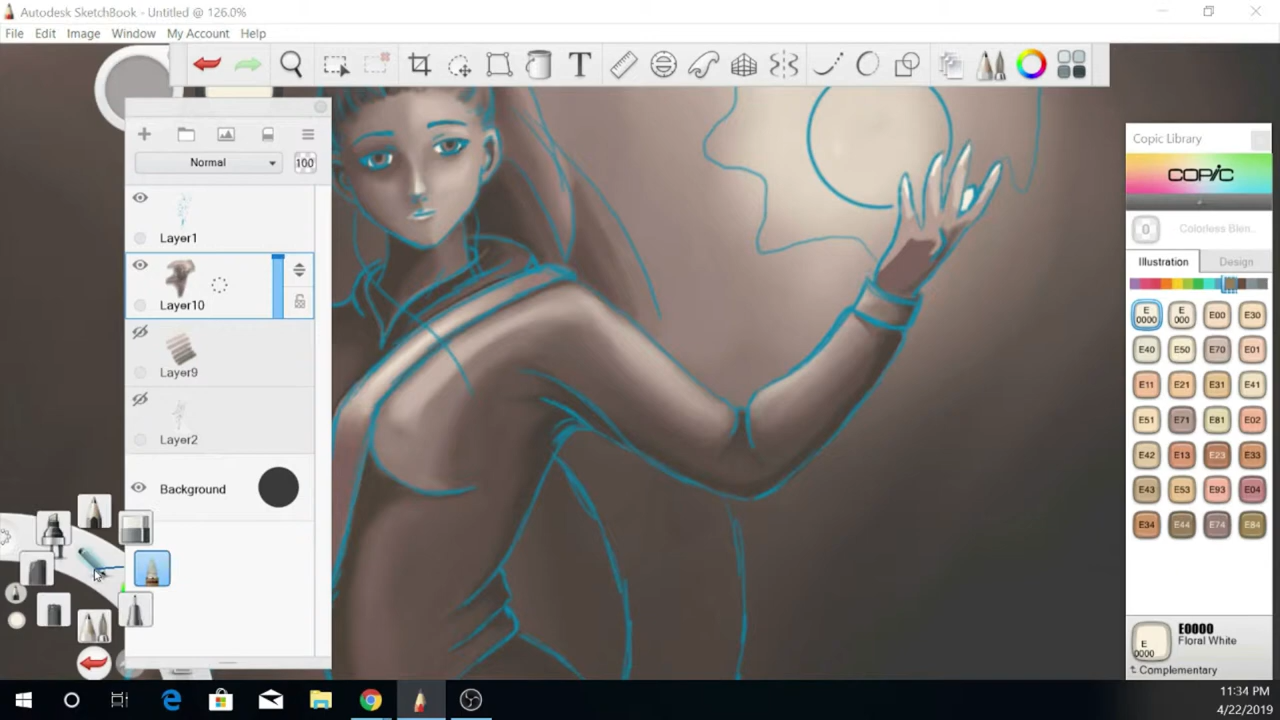 Autodesk SketchBook - Untitled @ 126.0%
File Edit Image Window My Account Help
Normal
100
Layer1
Layer10
Layer9
Layer2
Background
Copic Library
COPIC
0 Colorless Blen...
Illustration Design
E 0000 E 000 E00 E30
E40 E50 E70 E01
E11 E21 E31 E41
E51 E71 E81 E02
E42 E13 E23 E33
E43 E53 E93 E04
E34 E44 E74 E84
E 0000
E0000
Floral White
Complementary
11:34 PM
4/22/2019